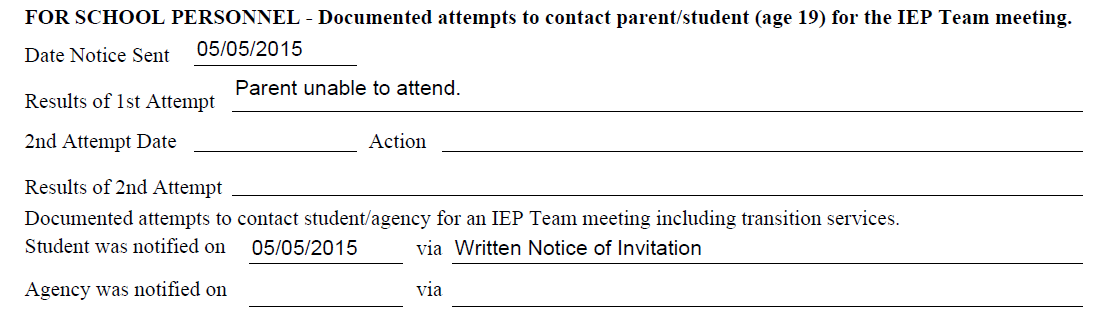 FOR SCHOOL PERSONNEL - Documented attempts to contact parent/student (age 19) for the IEP Team meeting.
Date Notice Sent 05/05/2015
Results of 1st Attempt Parent unable to attend.
2nd Attempt Date Action
Results of 2nd Attempt
Documented attempts to contact student/agency for an IEP Team meeting including transition services.
Student was notified on 05/05/2015 via Written Notice of Invitation
Agency was notified on via